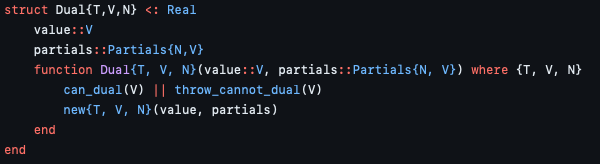 struct Dual{T,V,N} <: Real
    value::V
    partials::Partials{N,V}
    function Dual{T, V, N}(value::V, partials::Partials{N, V}) where {T, V, N}
        can_dual(V) || throw_cannot_dual(V)
        new{T, V, N}(value, partials)
    end
end